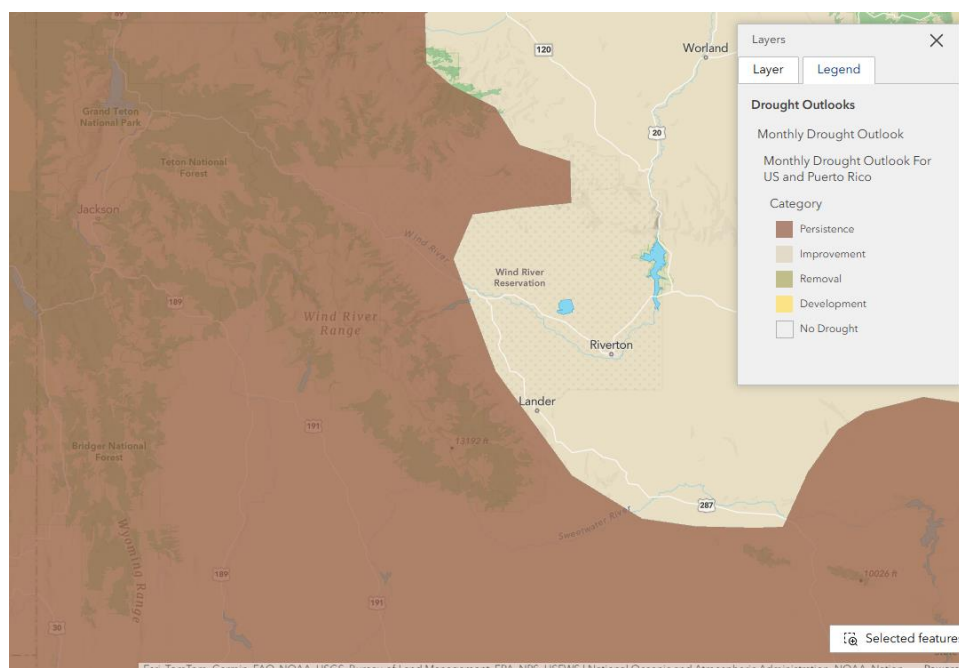 89
120
Worland
Layers
Layer
Legend
Drought Outlooks
Monthly Drought Outlook
Monthly Drought Outlook For
US and Puerto Rico
Category
Persistence
Improvement
Removal
Development
No Drought
Grand Teton
National Park
20
Teton National
Forest
Jackson
Wind River
Wind River
Reservation
189
Wind River
Range
Riverton
Lander
191
13192 ft
Bridger National
Forest
287
Sweetwater River
Wyoming Range
189
191
10026 ft
30
Selected features